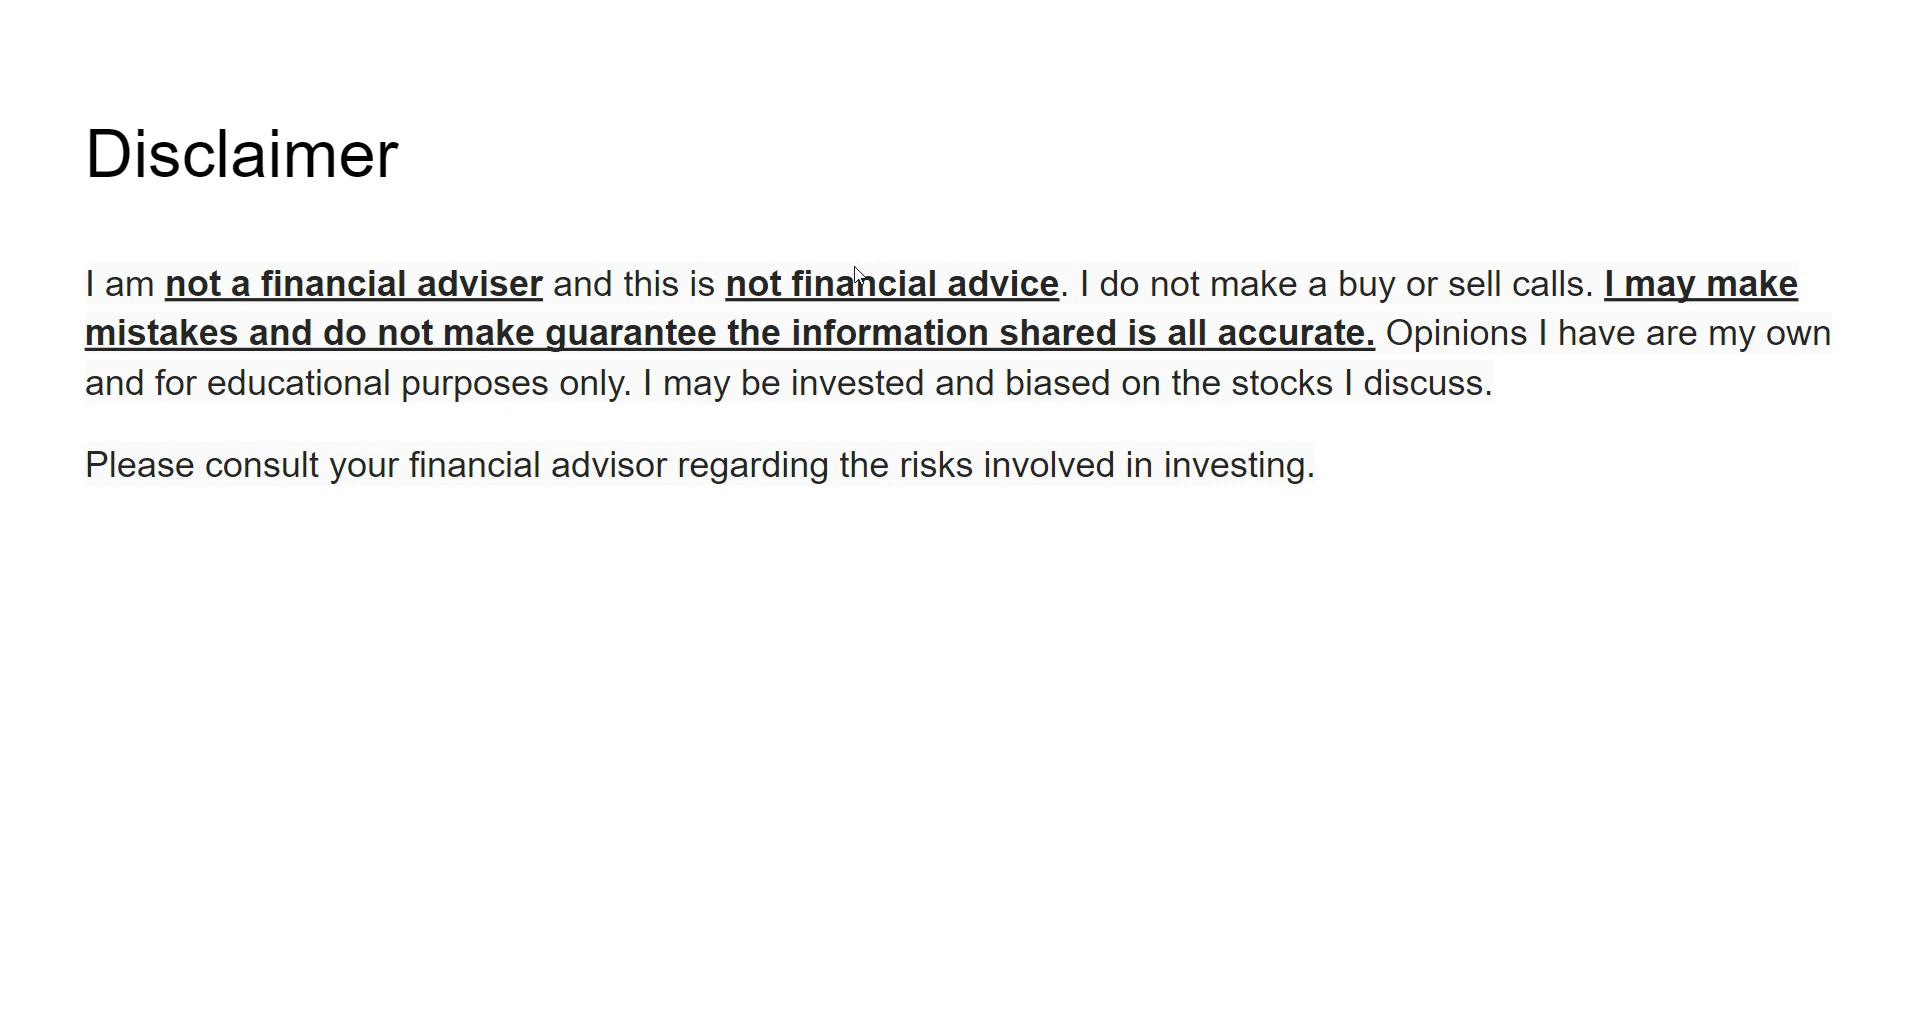 Disclaimer
I am not a financial adviser and this is not financial advice. I do not make a buy or sell calls. I may make
mistakes and do not make guarantee the information shared is all accurate. Opinions I have are my own
and for educational purposes only. I may be invested and biased on the stocks I discuss.
Please consult your financial advisor regarding the risks involved in investing.